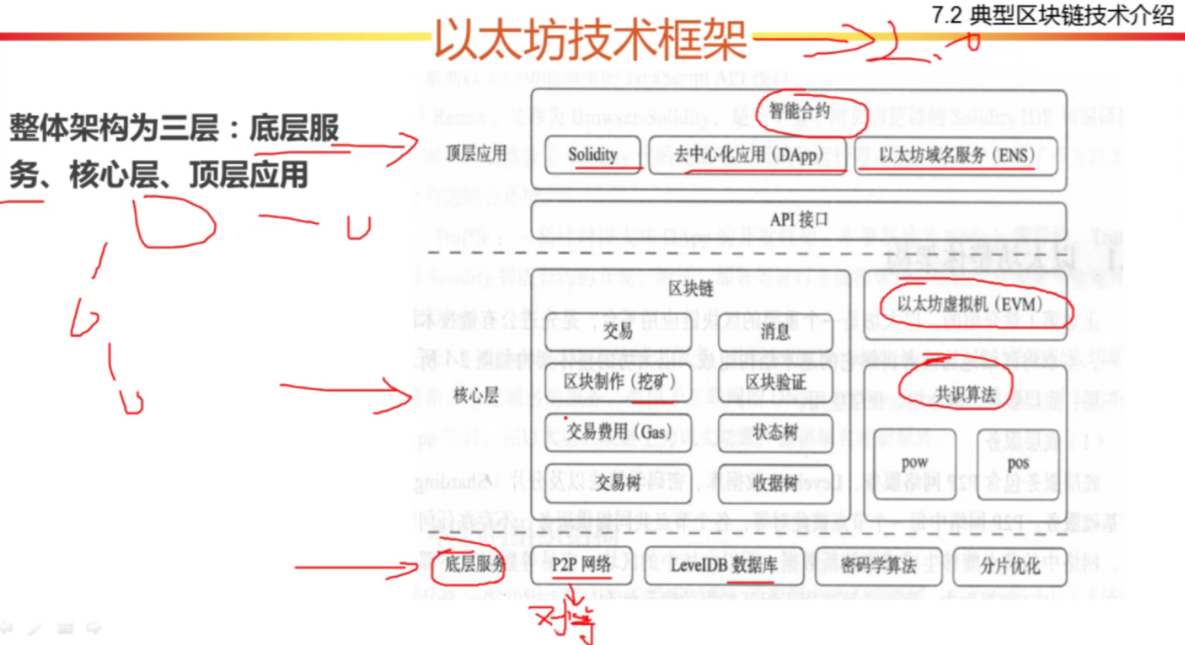 7.2 典型区块链技术介绍
以太坊技术框架 2.0
整体架构为三层：底层服
务、核心层、顶层应用
智能合约
顶层应用 Solidity 去中心化应用（DApp） 以太坊域名服务（ENS）
API 接口
区块链 以太坊虚拟机（EVM）
交易 消息
区块制作（挖矿） 区块验证
核心层 共识算法
交易费用（Gas） 状态树
pow pos
交易树 收据树
底层服务 P2P 网络 LevelDB 数据库 密码学算法 分片优化
对等